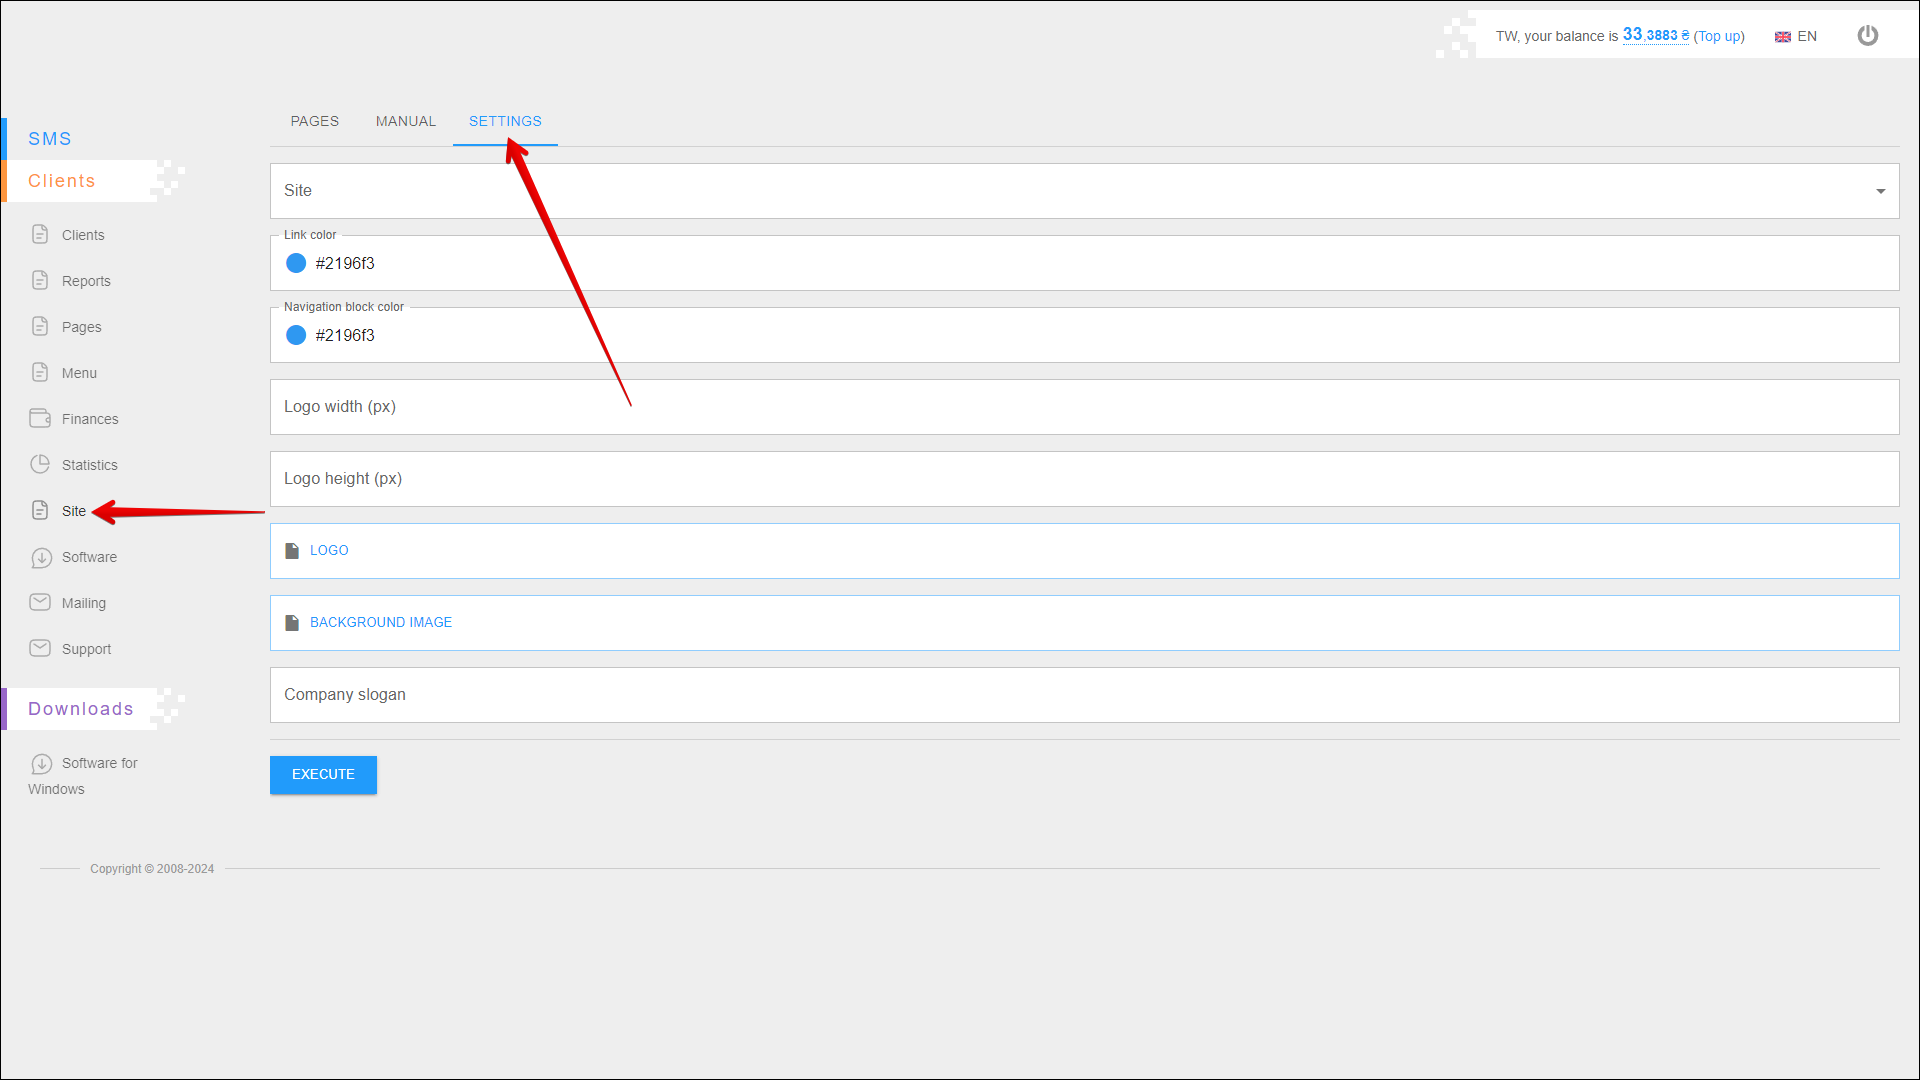 TW, your balance is 33,3883 ₴ (Top up) EN
SMS
Clients
Clients
Reports
Pages
Menu
Finances
Statistics
Site
Software
Mailing
Support
Downloads
Software for
Windows
PAGES MANUAL SETTINGS
Site
Link color
#2196f3
Navigation block color
#2196f3
Logo width (px)
Logo height (px)
LOGO
BACKGROUND IMAGE
Company slogan
EXECUTE
Copyright © 2008-2024